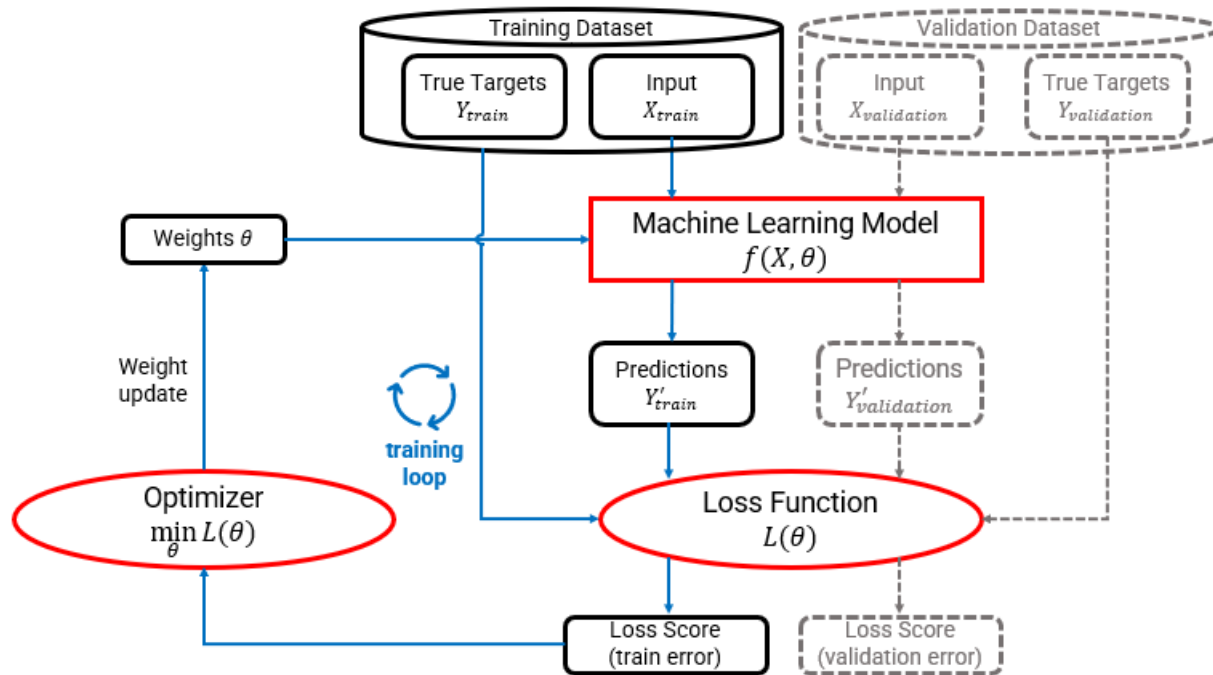 Training Dataset
True Targets
Y_train
Input
X_train
Validation Dataset
Input
X_validation
True Targets
Y_validation
Weights θ
Machine Learning Model
f(X, θ)
Weight
update
training
loop
Predictions
Y'_train
Predictions
Y'_validation
Optimizer
min_θ L(θ)
Loss Function
L(θ)
Loss Score
(train error)
Loss Score
(validation error)